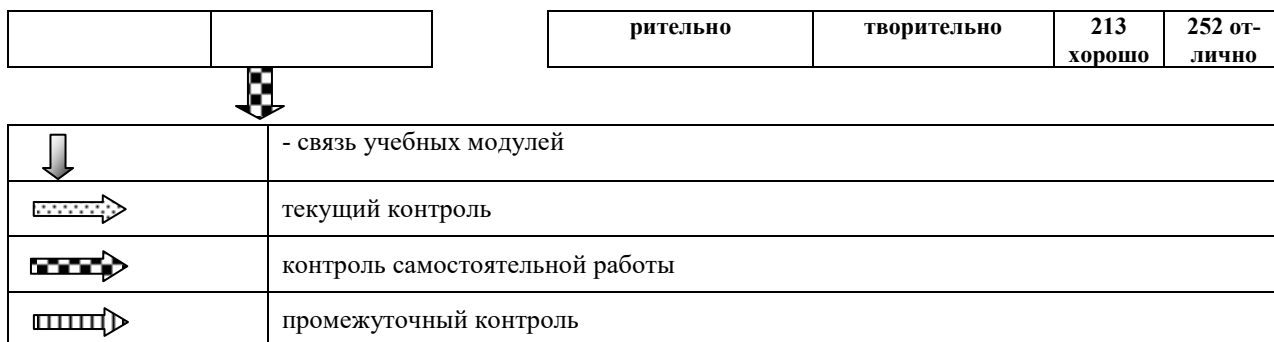 рительно творительно 213 252 от-
хорошо лично
- связь учебных модулей
текущий контроль
контроль самостоятельной работы
промежуточный контроль